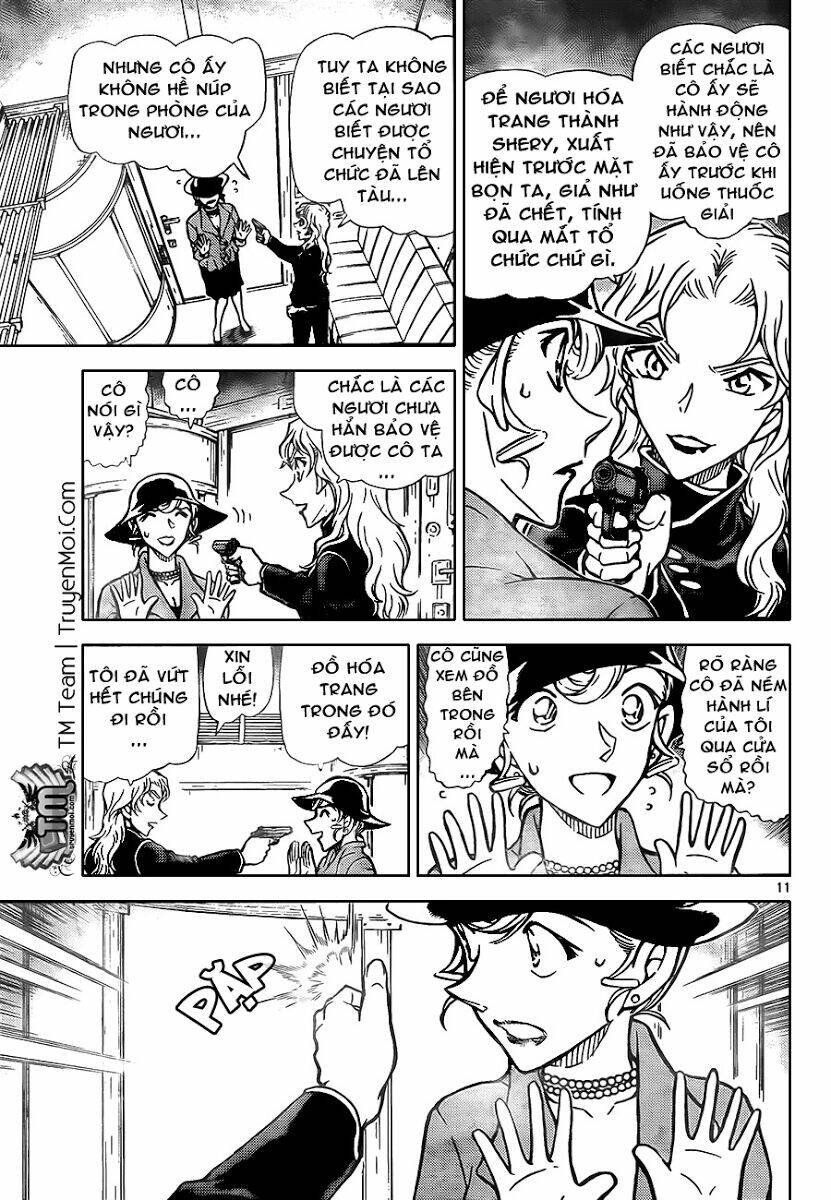 CÁC NGƯƠI
BIẾT CHẮC LÀ
CÔ ẤY SẼ
HÀNH ĐỘNG
NHƯ VẬY, NÊN
ĐÃ BẢO VỆ CÔ
ẤY TRƯỚC KHI
UỐNG THUỐC
GIẢI
ĐỂ NGƯƠI HÓA
TRANG THÀNH
SHERY, XUẤT
HIỆN TRƯỚC MẶT
BỌN TA, GIẢ NHƯ
ĐÃ CHẾT, TÍNH
QUA MẮT TỔ
CHỨC CHỨ GÌ.
TUY TA KHÔNG
BIẾT TẠI SAO
CÁC NGƯƠI
BIẾT ĐƯỢC
CHUYỆN TỔ
CHỨC ĐÃ LÊN
TÀU...
NHƯNG CÔ ẤY
KHÔNG HỀ NÚP
TRONG PHÒNG CỦA
NGƯƠI...
CHẮC LÀ CÁC
NGƯƠI CHƯA
HẲN BẢO VỆ
ĐƯỢC CÔ TA
...
CÔ
...
CÔ
NÓI GÌ
VẬY?
RÕ RÀNG
CÔ ĐÃ NÉM
HÀNH LÍ
CỦA TÔI
QUA CỬA
SỔ RỒI
MÀ?
CÔ CŨNG
XEM ĐỒ
BÊN
TRONG
RỒI
MÀ
...
ĐỒ HÓA
TRANG
TRONG ĐÓ
ĐẤY!
XIN
LỖI
NHÉ!
TÔI ĐÃ VỨT
HẾT CHÚNG
ĐI RỒI
...
11
PẶP
TM Team | TruyenMoi.Com
TM
truyenmoi.com